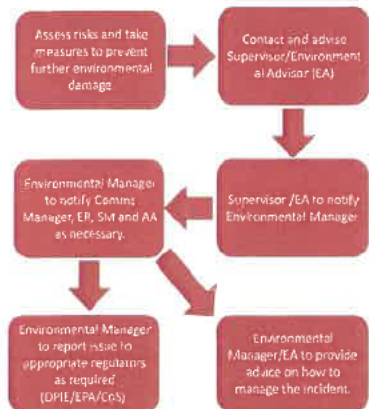 Assess risks and take
measures to prevent
further environmental
damage.
Contact and advise
Supervisor/Environment
al Advisor (EA)
Supervisor /EA to notify
Environmental Manager
Environmental Manager
to notify Comms
Manager, ER, SM and AA
as necessary.
Environmental Manager
to report issue to
appropriate regulators
as required
(DPIE/EPA/CoS)
Environmental
Manager/EA to provide
advice on how to
manage the incident.